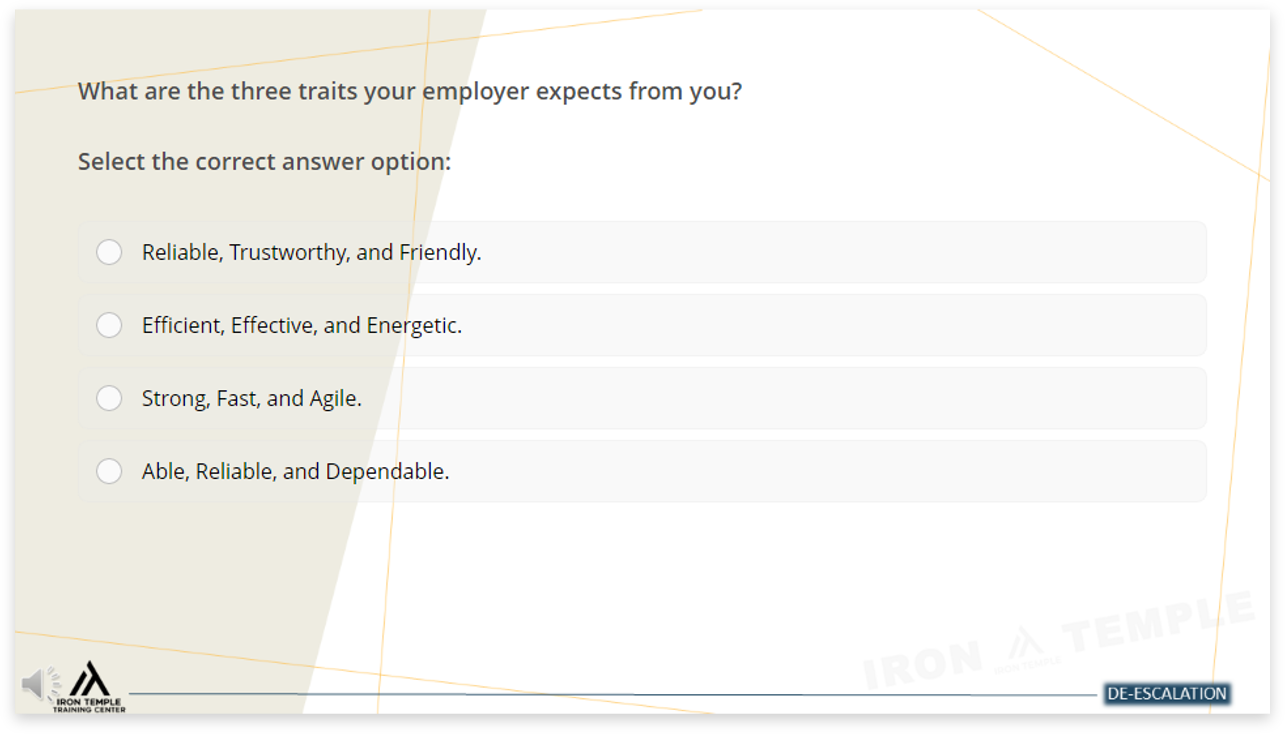 What are the three traits your employer expects from you?
Select the correct answer option:
Reliable, Trustworthy, and Friendly.
Efficient, Effective, and Energetic.
Strong, Fast, and Agile.
Able, Reliable, and Dependable.
IRON TEMPLE
IRON TEMPLE
IRON TEMPLE
TRAINING CENTER
DE-ESCALATION